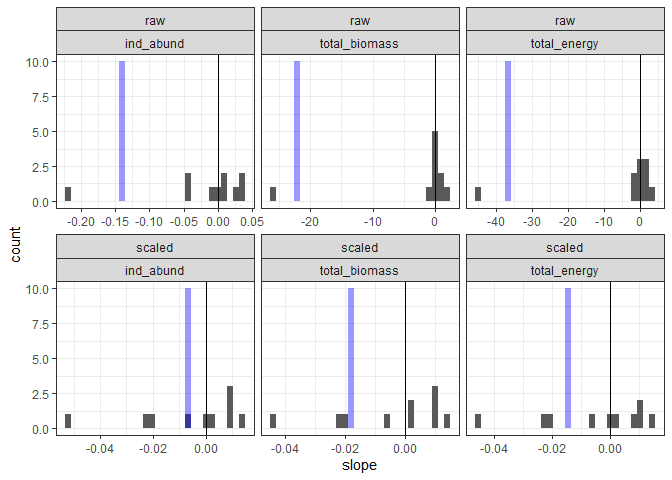 raw raw raw
ind_abund total_biomass total_energy
10.0
7.5
5.0
2.5
0.0
-0.20 -0.15 -0.10 -0.05 0.00 0.05 -20 -10 0 -40 -30 -20 -10 0
count
scaled scaled scaled
ind_abund total_biomass total_energy
10.0
7.5
5.0
2.5
0.0
-0.04 -0.02 0.00 -0.04 -0.02 0.00 -0.04 -0.02 0.00
slope